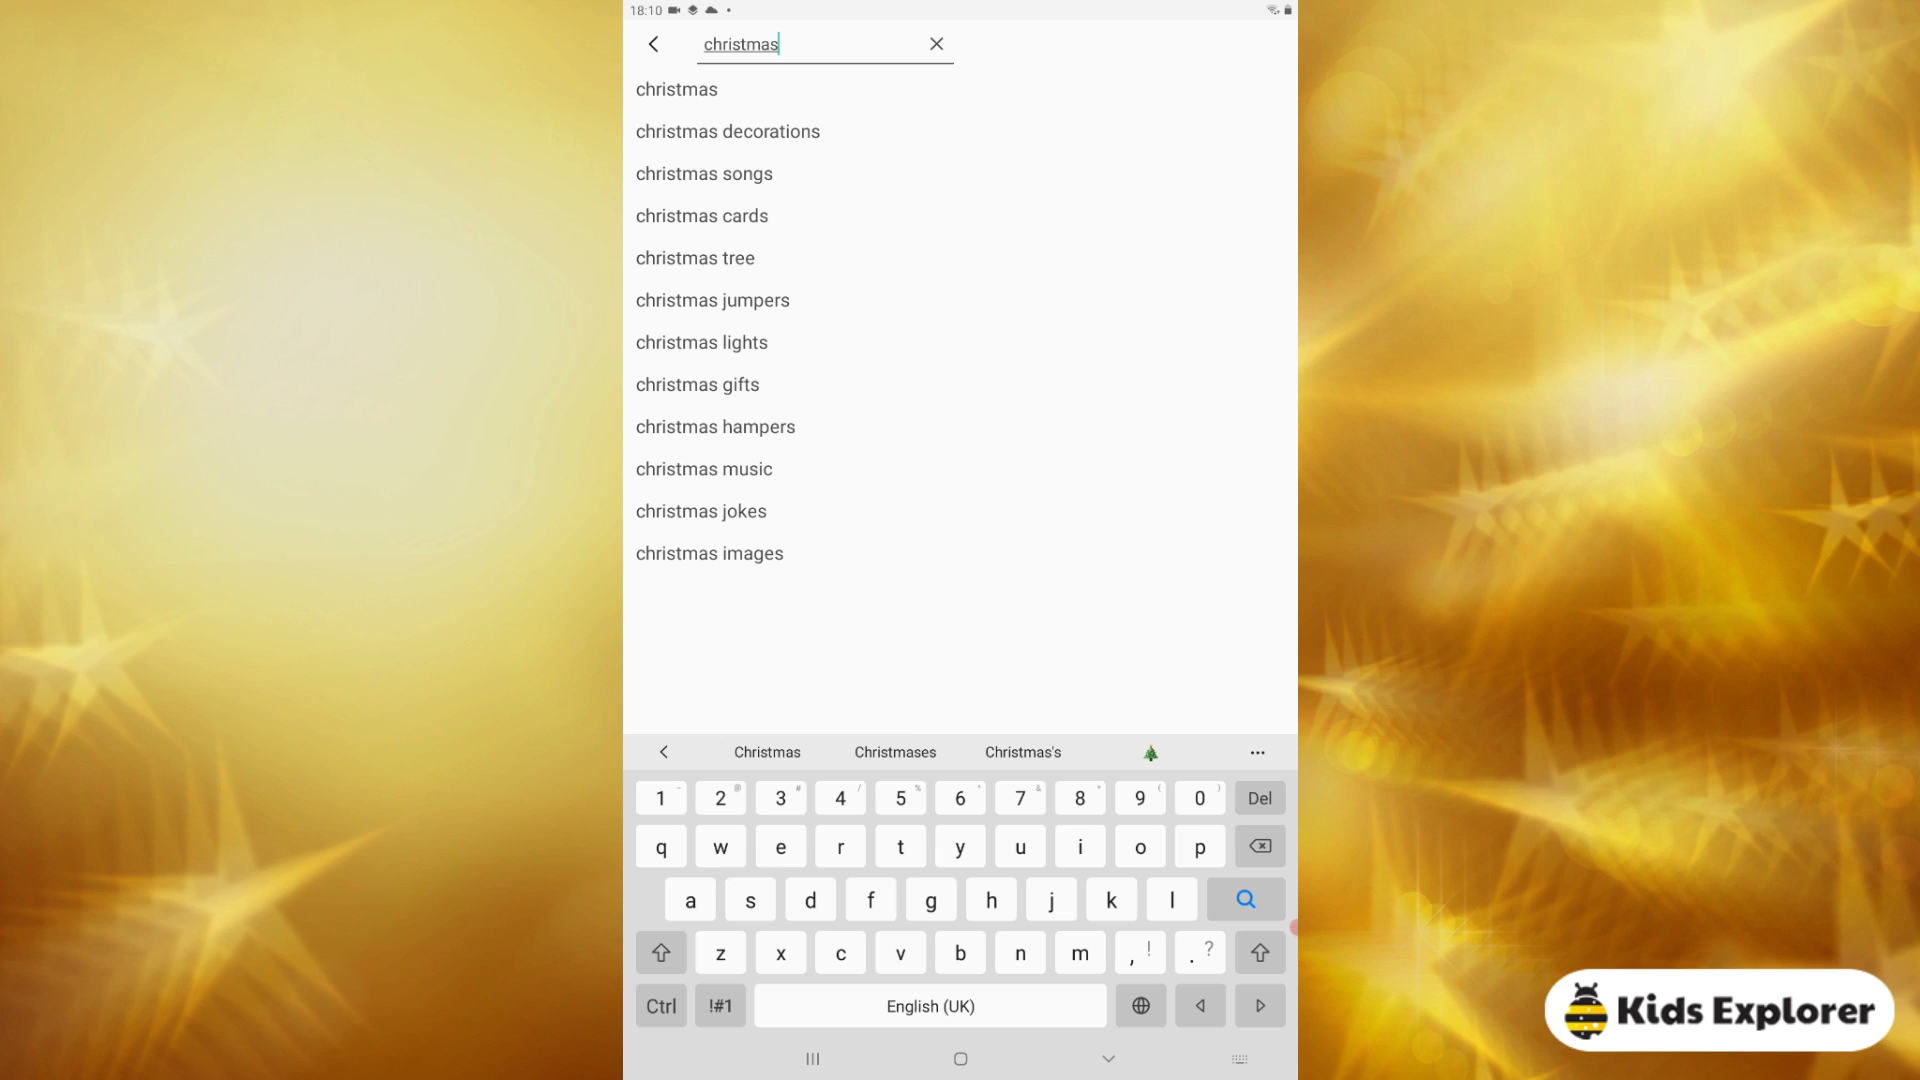 18:10
christmas
christmas
christmas decorations
christmas songs
christmas cards
christmas tree
christmas jumpers
christmas lights
christmas gifts
christmas hampers
christmas music
christmas jokes
christmas images
Christmas Christmases Christmas's
1 2 3 4 5 6 7 8 9 0 Del
q w e r t y u i o p
a s d f g h j k l
z x c v b n m , ! . ?
Ctrl !#1 English (UK)
Kids Explorer